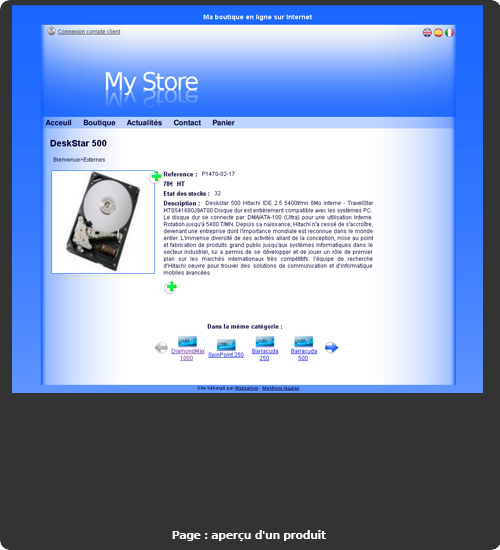 Ma boutique en ligne sur Internet
Connexion compte client
My Store
Acceuil Boutique Actualités Contact Panier
DeskStar 500
Bienvenue>Externes
Reference : P1470-02-17
78€ HT
Etat des stocks : 32
Description : Deskstar 500 Hitachi IDE 2.5 5400t/mn 8Mo interne - TravelStar
HTS541680J9AT00 Disque dur est entièrement compatible avec les systèmes PC.
Le disque dur se connecte par DMA/ATA-100 (Ultra) pour une utilisation Interne.
Rotation jusqu'à 5400 T/MN. Depuis sa naissance, Hitachi n'a cessé de s'accroître,
devenant une entreprise dont l'importance mondiale est reconnue dans le monde
entier. L'immense diversité de ses activités allant de la conception, mise au point
et fabrication de produits grand public jusqu'aux systèmes informatiques dans le
secteur industriel, lui a permis de se développer et de jouer un rôle de premier
plan sur les marchés internationaux très compétitifs. l'équipe de recherche
d'Hitachi oeuvre pour trouver des solutions de communication et d'informatique
mobiles avancées
Dans la même catégorie :
DiamondMax 1000
SpinPoint 250
Barracuda 250
Barracuda 500
Site hébergé par - Mentions légales
Page : aperçu d'un produit